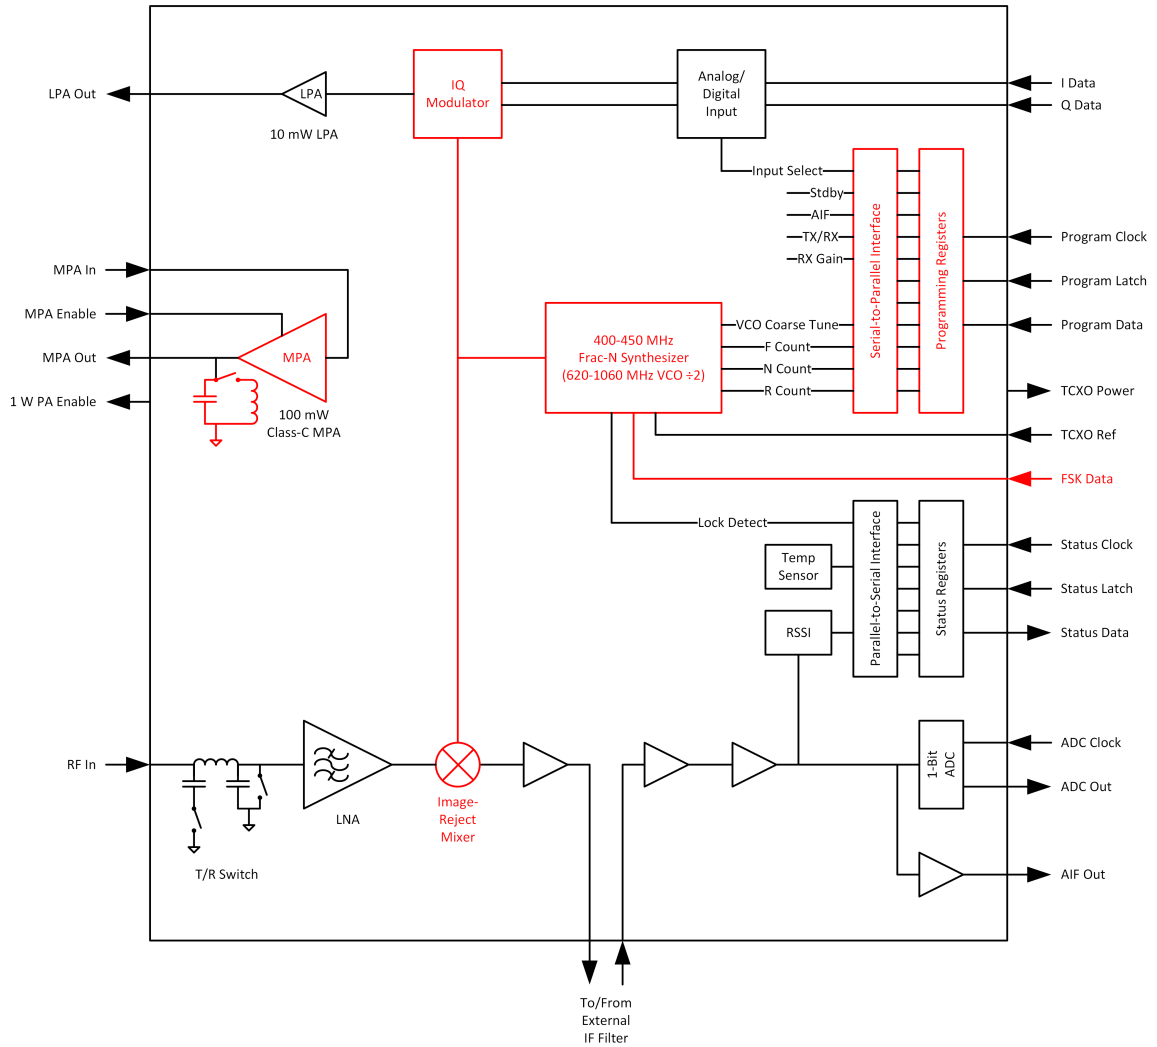 LPA Out
LPA
10 mW LPA
IQ
Modulator
Analog/
Digital
Input
I Data
Q Data
Input Select
Stdby
AIF
TX/RX
RX Gain
Serial-to-Parallel Interface
Programming Registers
Program Clock
Program Latch
Program Data
MPA In
MPA Enable
MPA Out
1 W PA Enable
MPA
100 mW
Class-C MPA
400-450 MHz
Frac-N Synthesizer
(620-1060 MHz VCO ÷2)
VCO Coarse Tune
F Count
N Count
R Count
TCXO Power
TCXO Ref
FSK Data
Lock Detect
Temp
Sensor
RSSI
Parallel-to-Serial Interface
Status Registers
Status Clock
Status Latch
Status Data
RF In
T/R Switch
LNA
Image-
Reject
Mixer
1-Bit
ADC
ADC Clock
ADC Out
AIF Out
To/From
External
IF Filter